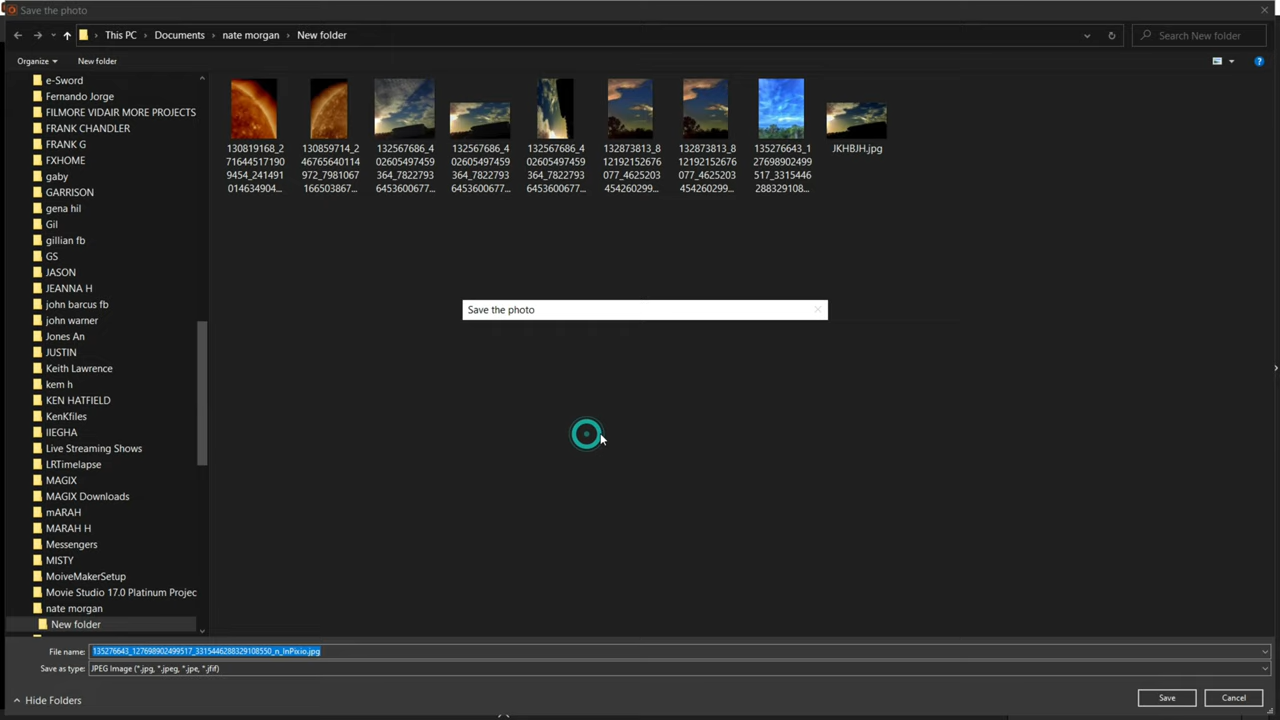 Save the photo
This PC
Documents
nate morgan
New folder
Search New folder
Organize
New folder
e-Sword
Fernando Jorge
FILMORE VIDAIR MORE PROJECTS
FRANK CHANDLER
FRANK G
FXHOME
gaby
GARRISON
gena hil
Gil
gillian fb
GS
JASON
JEANNA H
john barcus fb
john warner
Jones An
JUSTIN
Keith Lawrence
kem h
KEN HATFIELD
KenKfiles
lIEGHA
Live Streaming Shows
LRTimelapse
MAGIX
MAGIX Downloads
mARAH
MARAH H
Messengers
MISTY
MoiveMakerSetup
Movie Studio 17.0 Platinum Projec
nate morgan
New folder
130819168_2
71644517190
9454_241491
014634904...
130859714_2
467656640114
972_7981067
166503867...
132567686_4
02605497459
364_7822793
6453600677...
132567686_4
02605497459
364_7822793
6453600677...
132567686_4
02605497459
364_7822793
6453600677...
132873813_8
12192152676
077_4625203
454260299...
132873813_8
12192152676
077_4625203
454260299...
135276643_1
27698902499
517_3315446
288329108...
JKHBJH.jpg
Save the photo
File name:
135276643_127698902499517_3315446288329108550_n_InPixio.jpg
Save as type:
JPEG Image (*.jpg, *.jpeg, *.jpe, *.jfif)
Hide Folders
Save
Cancel